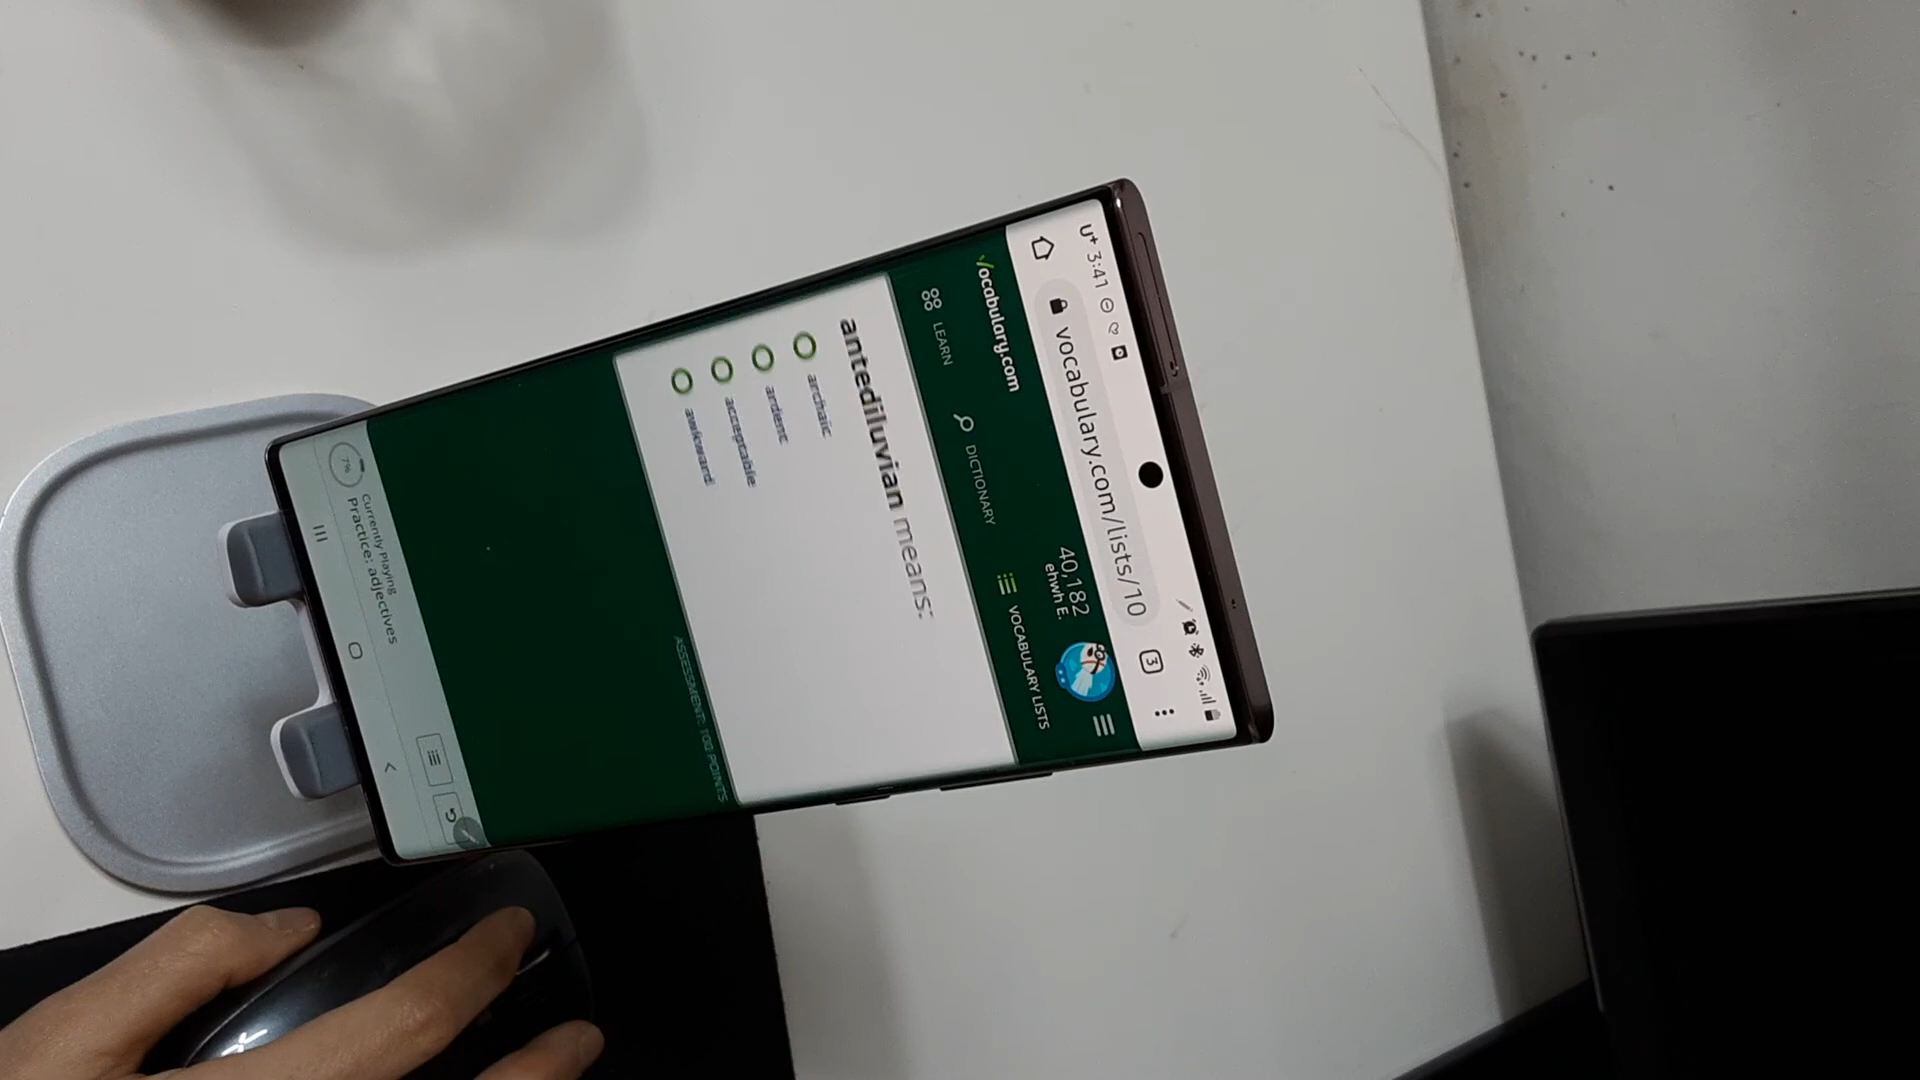 U+ 3:41
vocabulary.com/lists/10
3
Vocabulary.com
40,182
ehwh E.
LEARN
DICTIONARY
VOCABULARY LISTS
antediluvian means:
archaic
ardent
acceptable
awkward
ASSESSMENT: 100 POINTS
7%
Currently Playing
Practice: adjectives